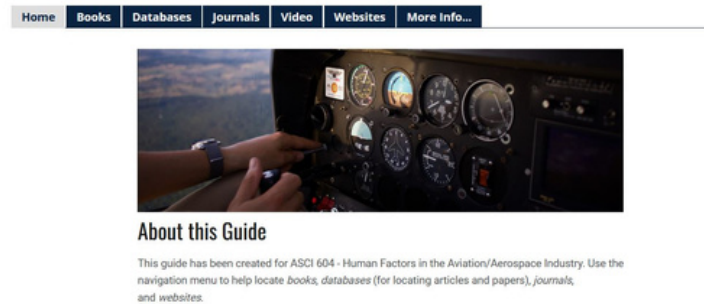 Home Books Databases Journals Video Websites More Info...
About this Guide
This guide has been created for ASCI 604 - Human Factors in the Aviation/Aerospace Industry. Use the
navigation menu to help locate books, databases (for locating articles and papers), journals,
and websites.